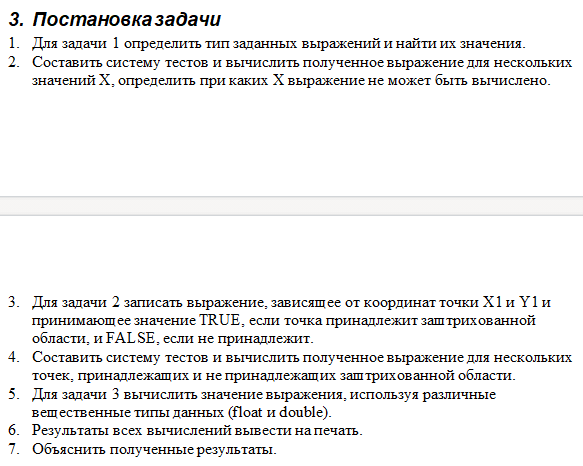 3. Постановка задачи
1. Для задачи 1 определить тип заданных выражений и найти их значения.
2. Составить систему тестов и вычислить полученное выражение для нескольких
значений X, определить при каких X выражение не может быть вычислено.
3. Для задачи 2 записать выражение, зависящее от координат точки X1 и Y1 и
принимающее значение TRUE, если точка принадлежит заштрихованной
области, и FALSE, если не принадлежит.
4. Составить систему тестов и вычислить полученное выражение для нескольких
точек, принадлежащих и не принадлежащих заштрихованной области.
5. Для задачи 3 вычислить значение выражения, используя различные
вещественные типы данных (float и double).
6. Результаты всех вычислений вывести на печать.
7. Объяснить полученные результаты.